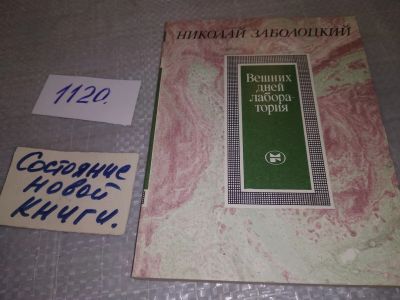 НИКОЛАЙ ЗАБОЛОЦКИЙ
Вешних
дней
лабора-
тория
1120.
Состояние
новой
книги.